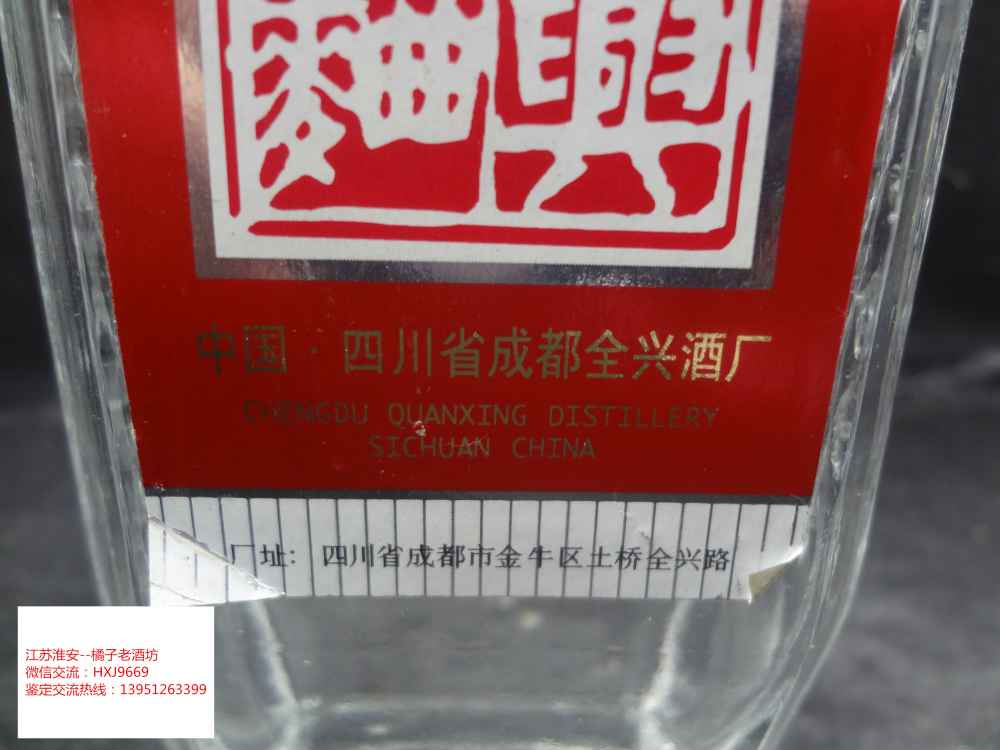 興
麯
中国·四川省成都全兴酒厂
CHENGDU QUANXING DISTILLERY
SICHUAN CHINA
厂址：四川省成都市金牛区土桥全兴路
江苏淮安--橘子老酒坊
微信交流：HXJ9669
鉴定交流热线：13951263399